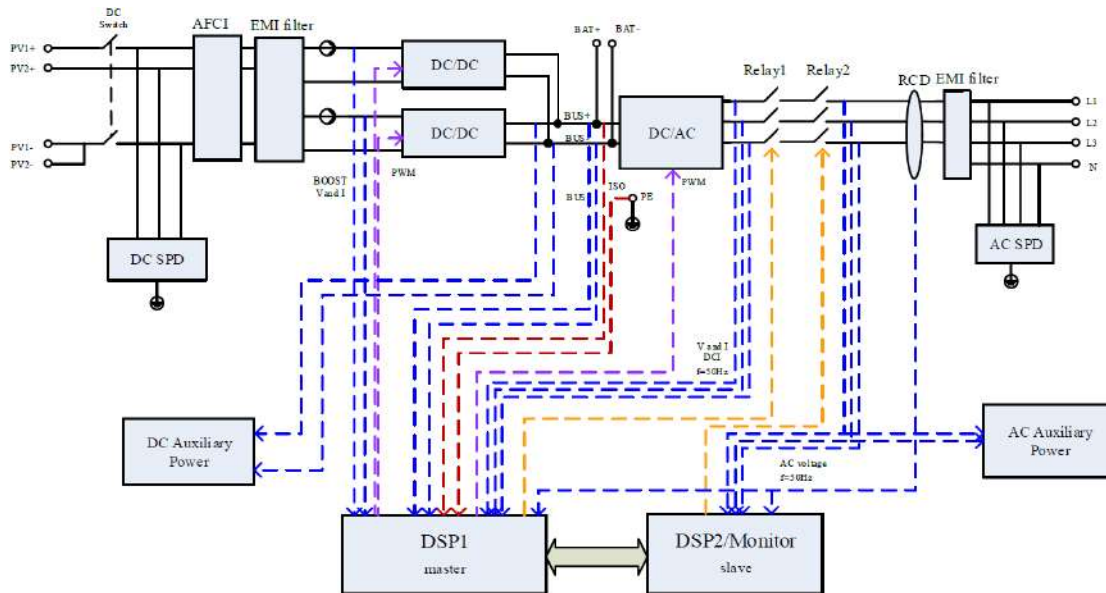 DC
Switch
AFCI
EMI filter
BAT+
BAT-
PV1+
PV2+
DC/DC
Relay1
Relay2
RCD
EMI filter
L1
L2
L3
N
DC/DC
BUS+
BUS-
DC/AC
PV1-
PV2-
PWM
BOOST
V and I
BUS
ISO
PE
PWM
DC SPD
AC SPD
V and I
DCI
f=50Hz
DC Auxiliary
Power
AC Auxiliary
Power
AC voltage
f=50Hz
DSP1
master
DSP2/Monitor
slave